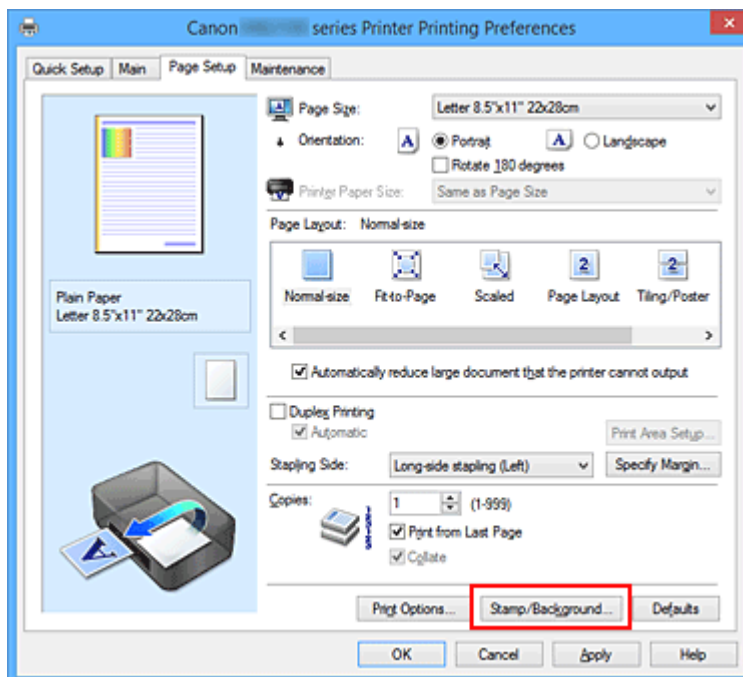 Canon series Printer Printing Preferences
Quick Setup Main Page Setup Maintenance
Page Size: Letter 8.5"x11" 22x28cm
Orientation: A Portrait A Landscape
Rotate 180 degrees
Printer Paper Size: Same as Page Size
Page Layout: Normal-size
2 2
Normal-size Fit-to-Page Scaled Page Layout Tiling/Poster
Plain Paper
Letter 8.5"x11" 22x28cm
Automatically reduce large document that the printer cannot output
Duplex Printing
Automatic Print Area Setup...
Stapling Side: Long-side stapling (Left) Specify Margin...
Copies: 1 (1-999)
Print from Last Page
Collate
A
Print Options... Stamp/Background... Defaults
OK Cancel Apply Help